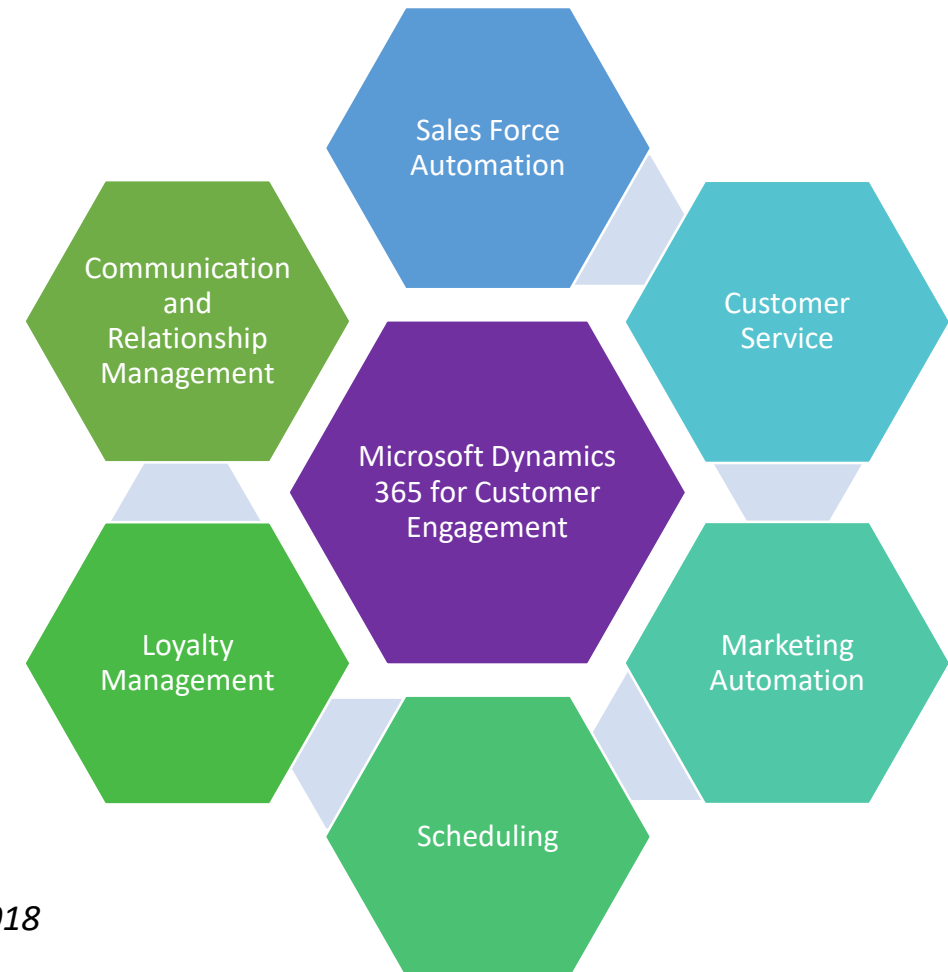 Sales Force
Automation
Communication
and
Relationship
Management
Customer
Service
Microsoft Dynamics
365 for Customer
Engagement
Loyalty
Management
Marketing
Automation
Scheduling